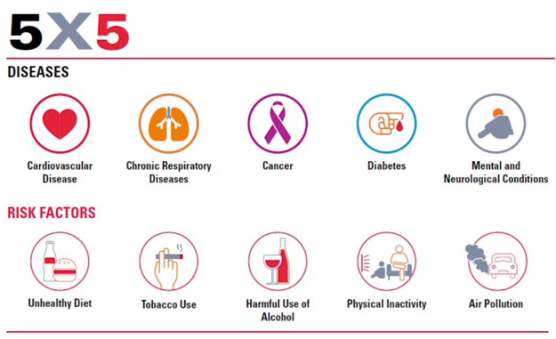 5X5
DISEASES
Cardiovascular
Disease
Chronic Respiratory
Diseases
Cancer
Diabetes
Mental and
Neurological Conditions
RISK FACTORS
Unhealthy Diet
Tobacco Use
Harmful Use of
Alcohol
Physical Inactivity
Air Pollution